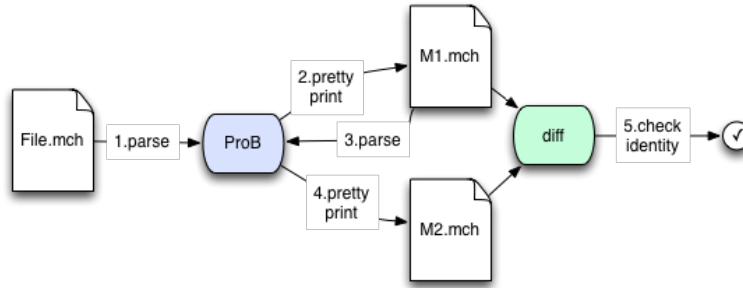 File.mch
1.parse
ProB
2.pretty
print
M1.mch
3.parse
4.pretty
print
M2.mch
diff
5.check
identity
✓